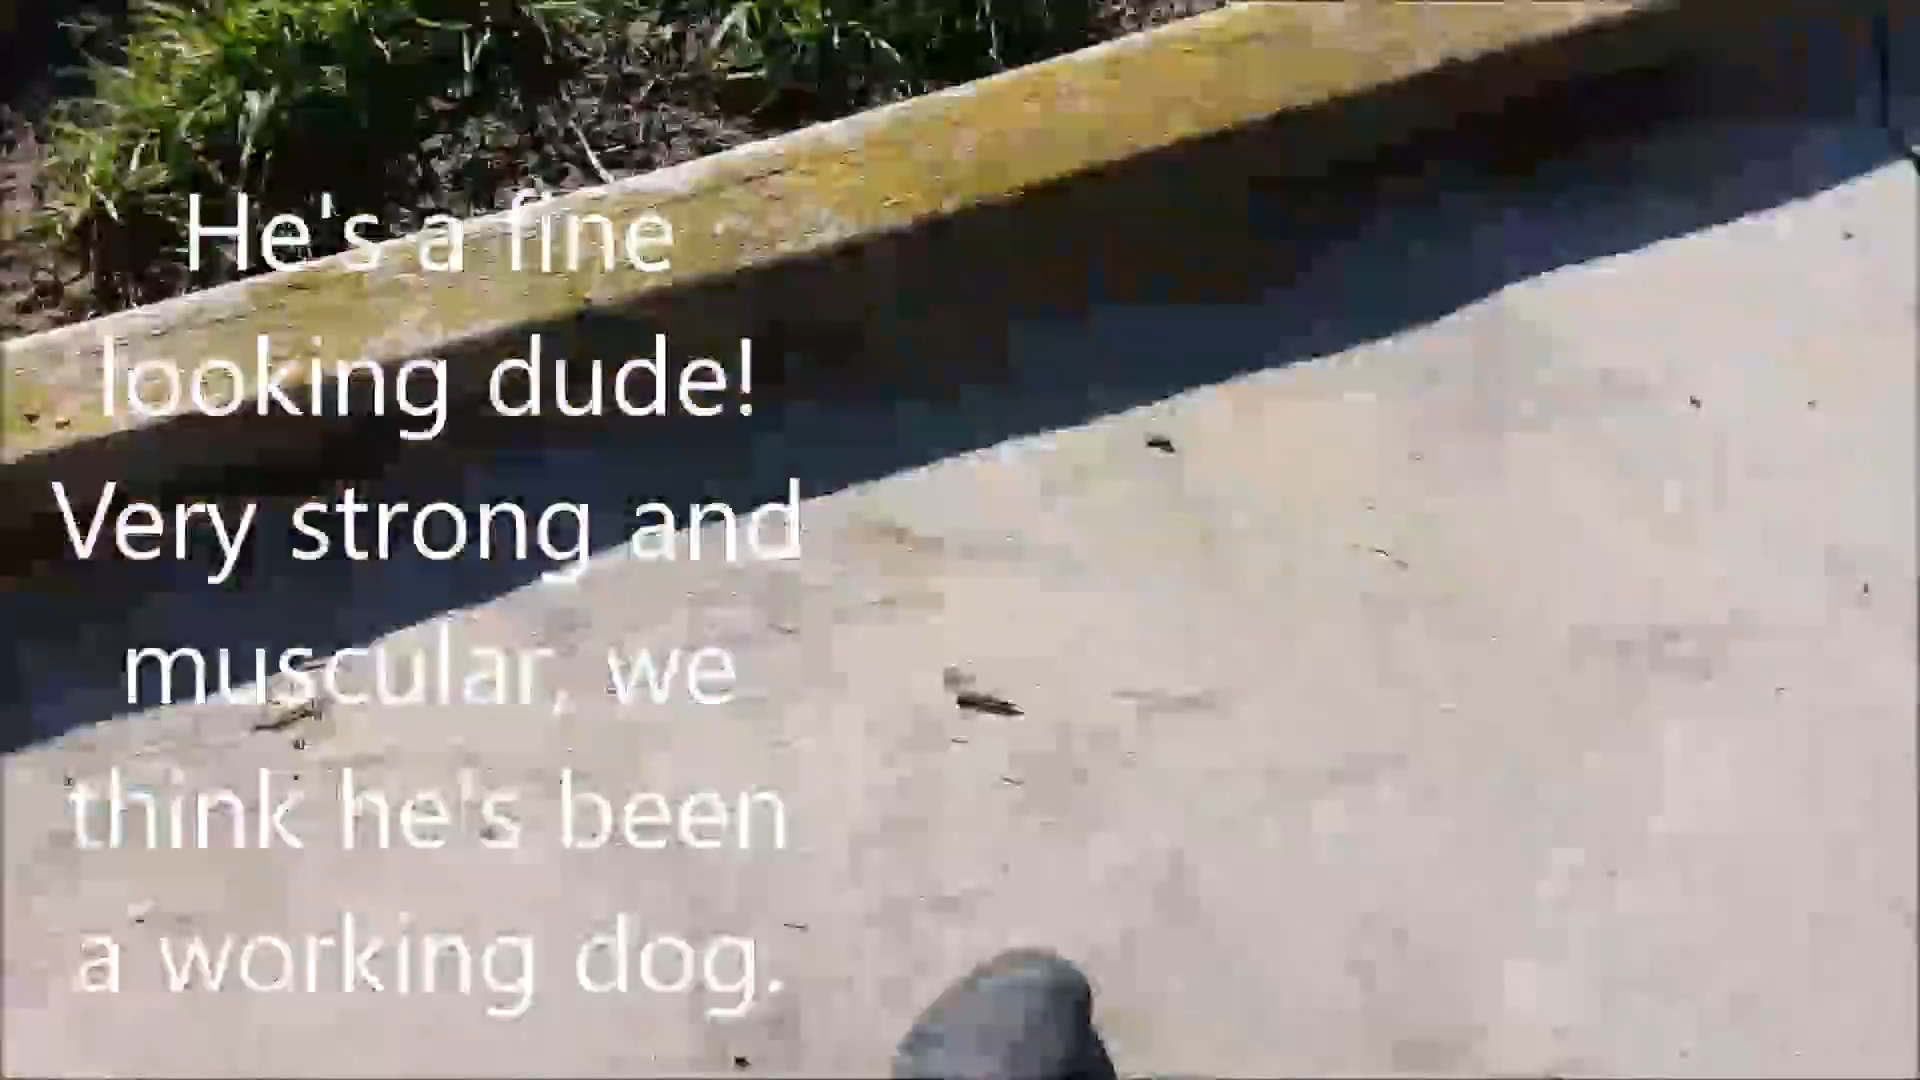 He's a fine
looking dude!
Very strong and
muscular, we
think he's been
a working dog.